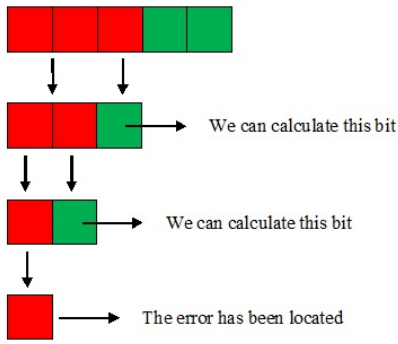 We can calculate this bit
We can calculate this bit
The error has been located